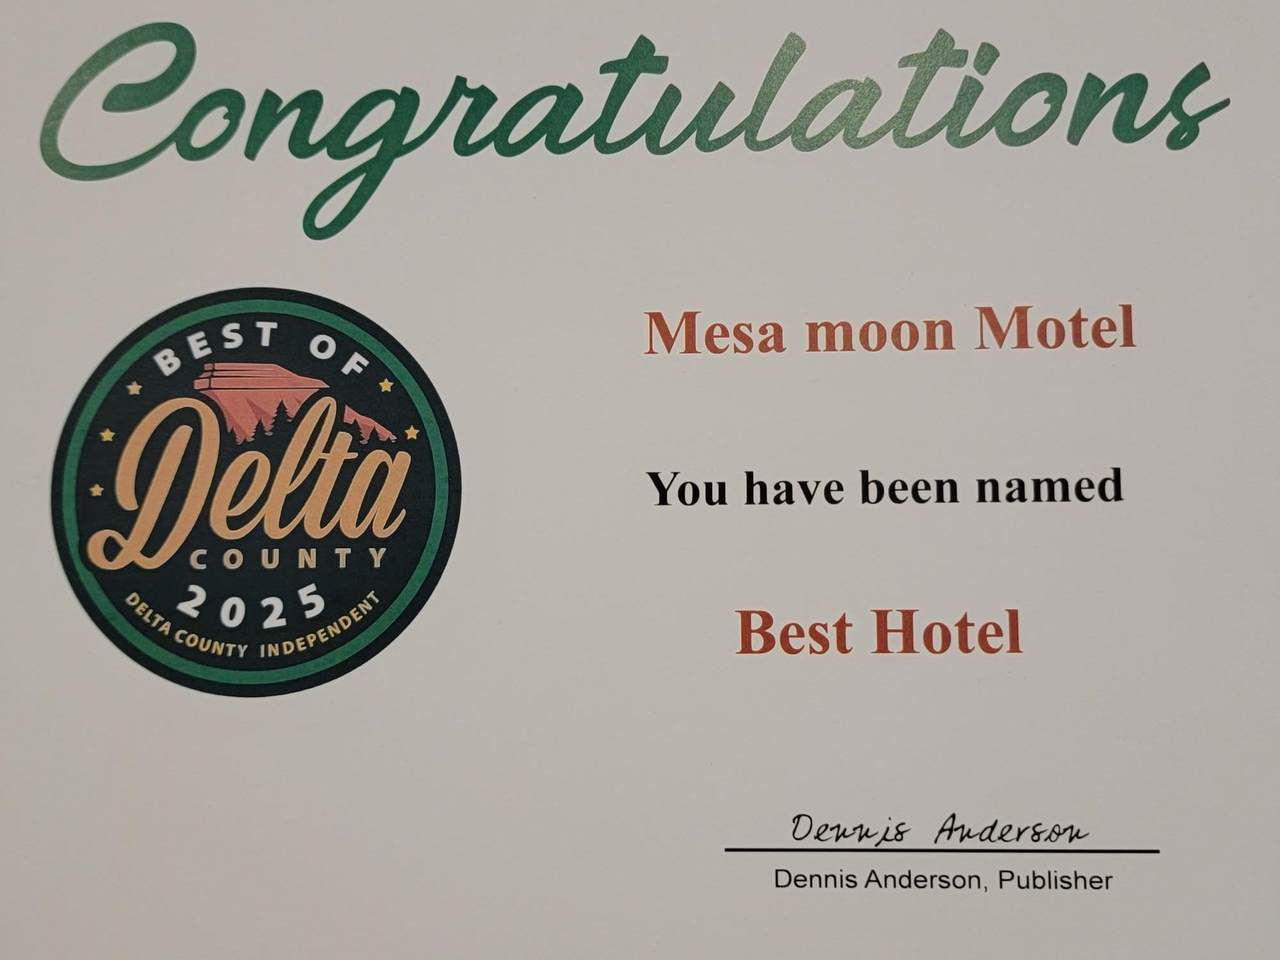 Congratulations
BEST OF
Delta
COUNTY
2025
DELTA COUNTY INDEPENDENT
Mesa moon Motel
You have been named
Best Hotel
Dennis Anderson
Dennis Anderson, Publisher